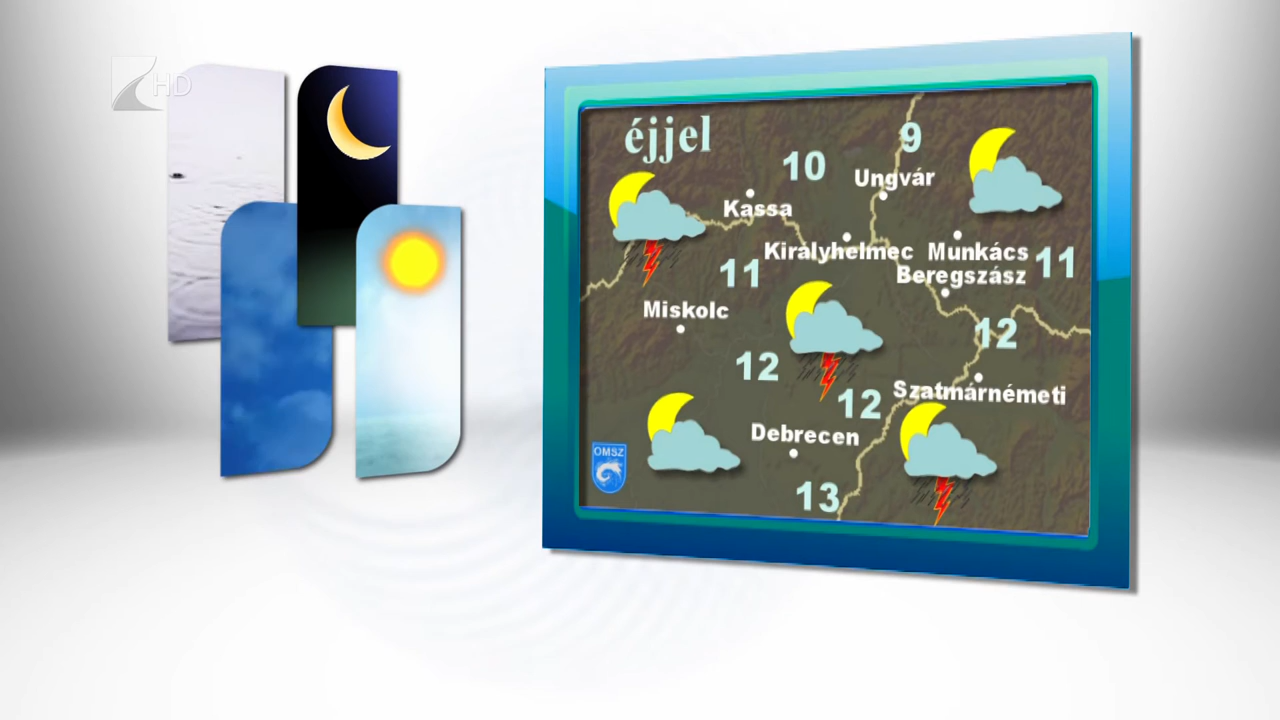 HD
éjjel
9
10
Ungvár
Kassa
Királyhelmec
Munkács
11
11
Beregszász
Miskolc
12
12
Szatmárnémeti
12
Debrecen
OMSZ
13